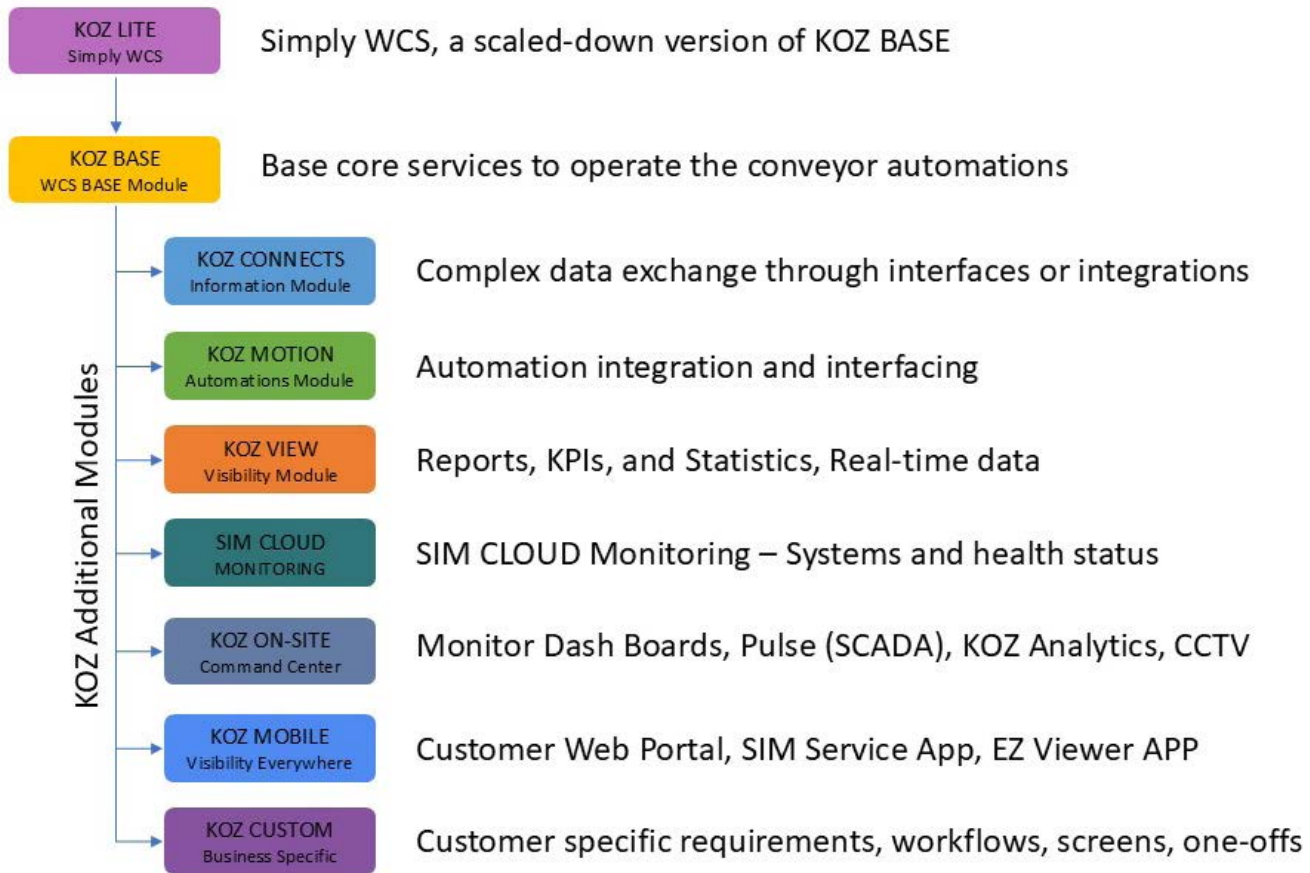 KOZ LITE
Simply WCS
Simply WCS, a scaled-down version of KOZ BASE
KOZ BASE
WCS BASE Module
Base core services to operate the conveyor automations
KOZ Additional Modules
KOZ CONNECTS
Information Module
Complex data exchange through interfaces or integrations
KOZ MOTION
Automations Module
Automation integration and interfacing
KOZ VIEW
Visibility Module
Reports, KPIs, and Statistics, Real-time data
SIM CLOUD
MONITORING
SIM CLOUD Monitoring – Systems and health status
KOZ ON-SITE
Command Center
Monitor Dash Boards, Pulse (SCADA), KOZ Analytics, CCTV
KOZ MOBILE
Visibility Everywhere
Customer Web Portal, SIM Service App, EZ Viewer APP
KOZ CUSTOM
Business Specific
Customer specific requirements, workflows, screens, one-offs